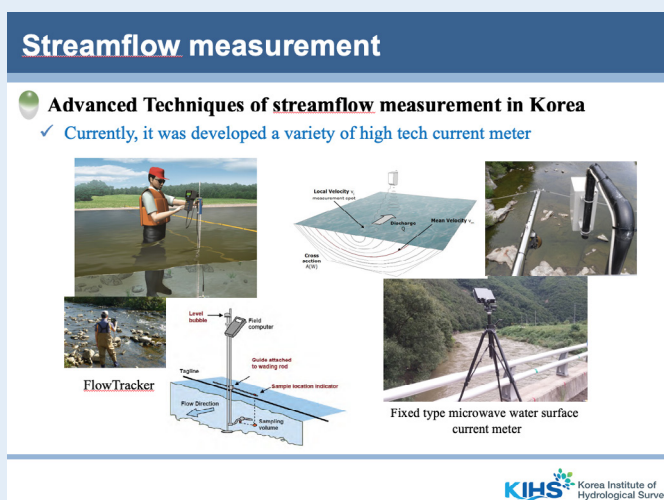 Streamflow measurement
Advanced Techniques of streamflow measurement in Korea
✓ Currently, it was developed a variety of high tech current meter
Local Velocity v
measurement spot
Discharge
Q
Mean Velocity v
Cross
section
A(W)
Level
bubble
Field
computer
Guide attached
to wading rod
Tagline
Sample location indicator
Flow Direction
Sampling
volume
FlowTracker
Fixed type microwave water surface
current meter
KIHS Korea Institute of
Hydrological Surve